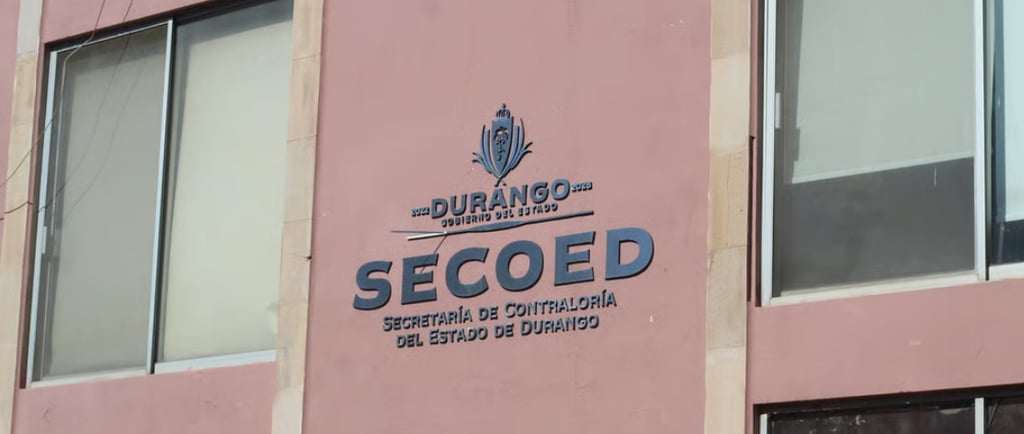 2022 DURANGO 2028
GOBIERNO DEL ESTADO
SECOED
SECRETARÍA DE CONTRALORÍA
DEL ESTADO DE DURANGO